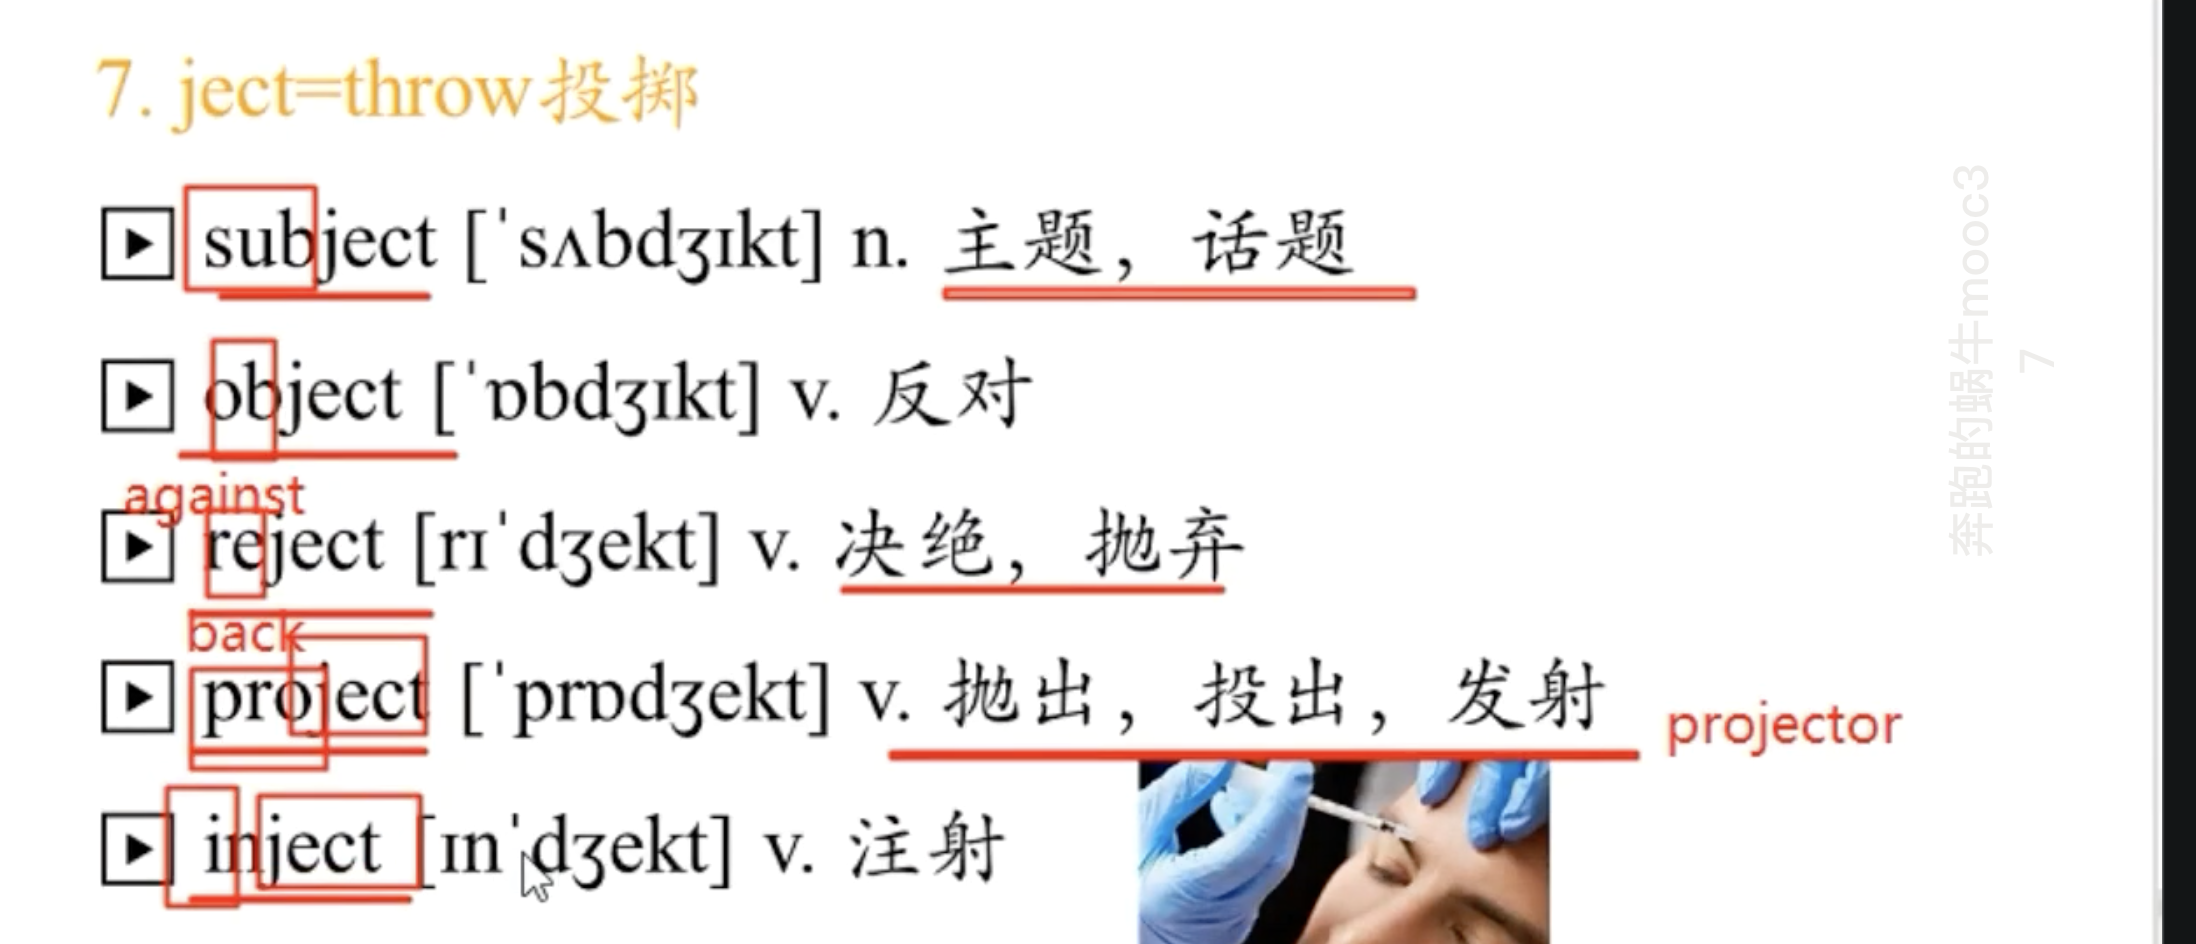 7. ject=throw投掷
subject [ˈsʌbdʒɪkt] n. 主题，话题
object [ˈɒbdʒɪkt] v. 反对
against
reject [rɪˈdʒekt] v. 决绝，抛弃
back
project [ˈprɒdʒekt] v. 抛出，投出，发射
projector
inject [ɪnˈdʒekt] v. 注射
奔跑的蜗牛mooc3
7